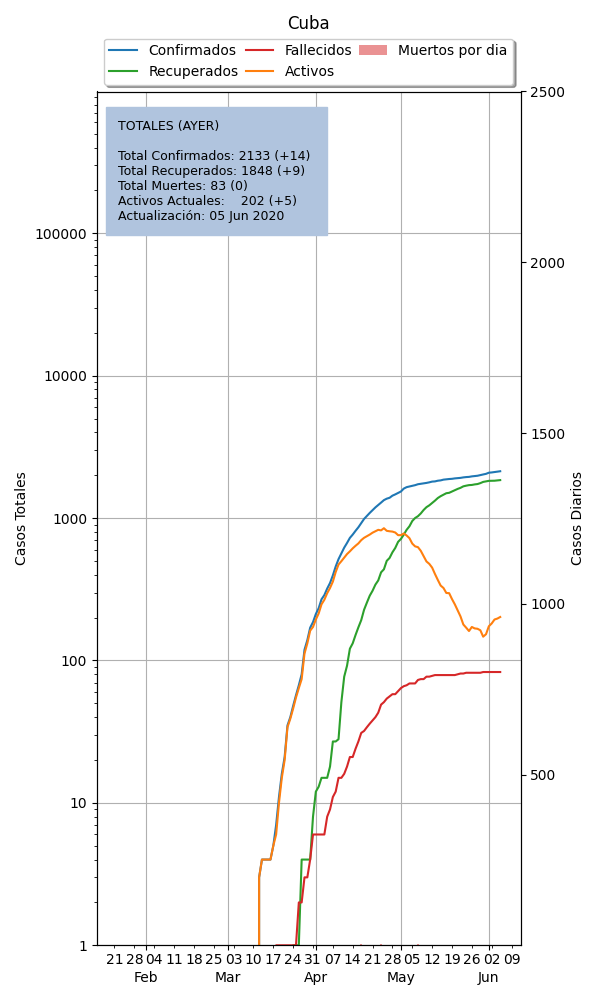 Cuba
Confirmados
Recuperados
Fallecidos
Activos
Muertos por dia
TOTALES (AYER)
Total Confirmados: 2133 (+14)
Total Recuperados: 1848 (+9)
Total Muertes: 83 (0)
Activos Actuales: 202 (+5)
Actualización: 05 Jun 2020
Casos Totales
100000
10000
1000
100
10
1
Casos Diarios
2500
2000
1500
1000
500
21 28 04 11 18 25 03 10 17 24 31 07 14 21 28 05 12 19 26 02 09
Feb Mar Apr May Jun